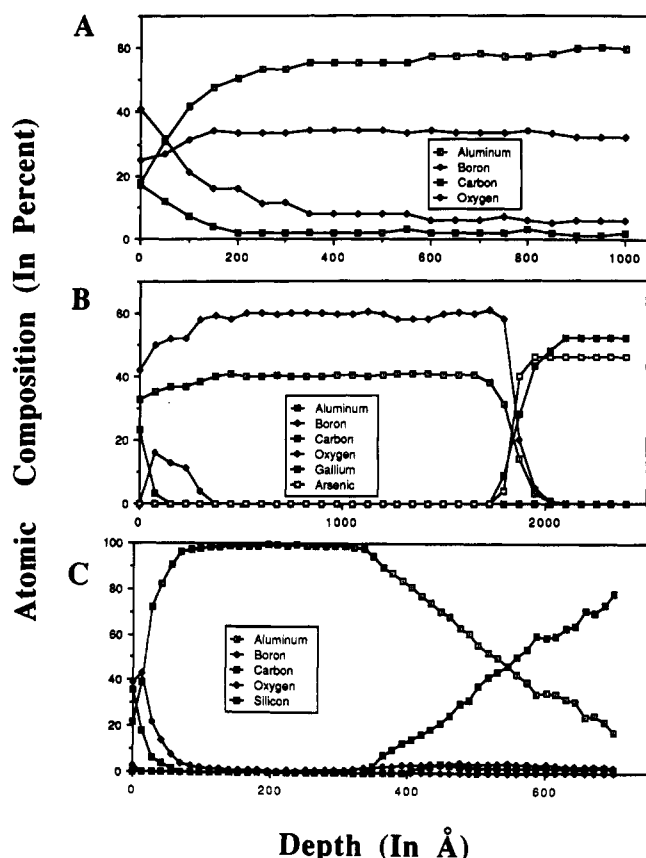 Atomic Composition (In Percent)
A
60
40
20
0
Aluminum
Boron
Carbon
Oxygen
0 200 400 600 800 1000
B
60
40
20
0
Aluminum
Boron
Carbon
Oxygen
Gallium
Arsenic
0 1000 2000
C
100
80
60
40
20
0
Aluminum
Boron
Carbon
Oxygen
Silicon
0 200 400 600
Depth (In Å)